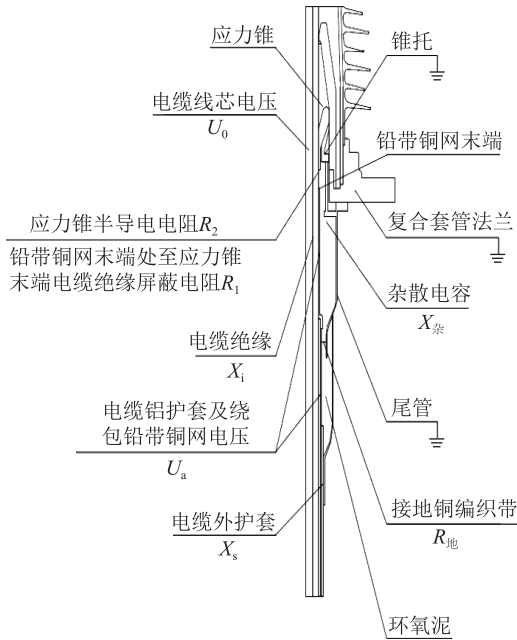 应力锥
锥托
电缆线芯电压
U₀
铅带铜网末端
应力锥半导电电阻R₂
复合套管法兰
铅带铜网末端处至应力锥
末端电缆绝缘屏蔽电阻R₁
杂散电容
X杂
电缆绝缘
Xᵢ
电缆铝护套及绕
包铅带铜网电压
Uₐ
尾管
接地铜编织带
R地
电缆外护套
Xₛ
环氧泥